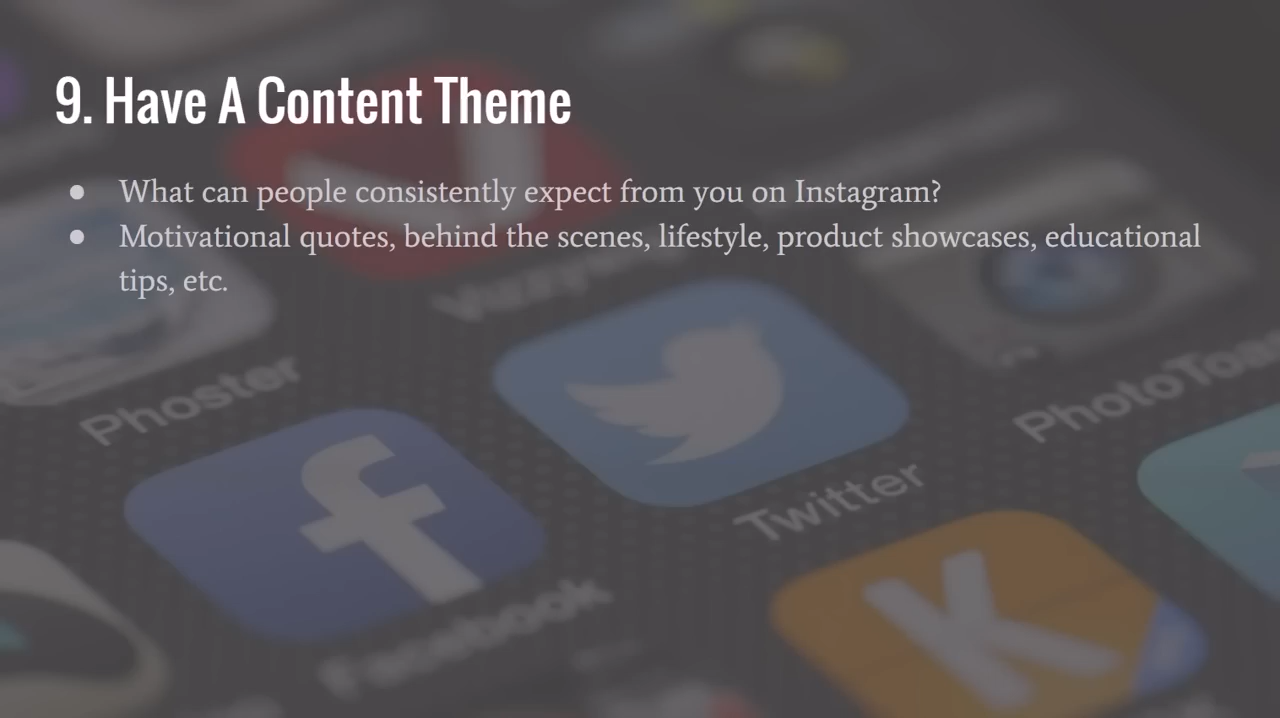 9. Have A Content Theme
● What can people consistently expect from you on Instagram?
● Motivational quotes, behind the scenes, lifestyle, product showcases, educational
tips, etc.
Phoster
PhotoToas
Twitter
Facebook